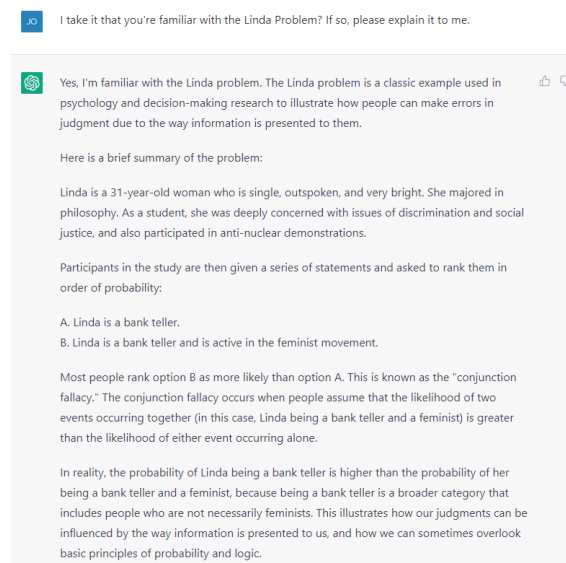 JO
I take it that you're familiar with the Linda Problem? If so, please explain it to me.
Yes, I'm familiar with the Linda problem. The Linda problem is a classic example used in
psychology and decision-making research to illustrate how people can make errors in
judgment due to the way information is presented to them.
Here is a brief summary of the problem:
Linda is a 31-year-old woman who is single, outspoken, and very bright. She majored in
philosophy. As a student, she was deeply concerned with issues of discrimination and social
justice, and also participated in anti-nuclear demonstrations.
Participants in the study are then given a series of statements and asked to rank them in
order of probability:
A. Linda is a bank teller.
B. Linda is a bank teller and is active in the feminist movement.
Most people rank option B as more likely than option A. This is known as the "conjunction
fallacy." The conjunction fallacy occurs when people assume that the likelihood of two
events occurring together (in this case, Linda being a bank teller and a feminist) is greater
than the likelihood of either event occurring alone.
In reality, the probability of Linda being a bank teller is higher than the probability of her
being a bank teller and a feminist, because being a bank teller is a broader category that
includes people who are not necessarily feminists. This illustrates how our judgments can be
influenced by the way information is presented to us, and how we can sometimes overlook
basic principles of probability and logic.